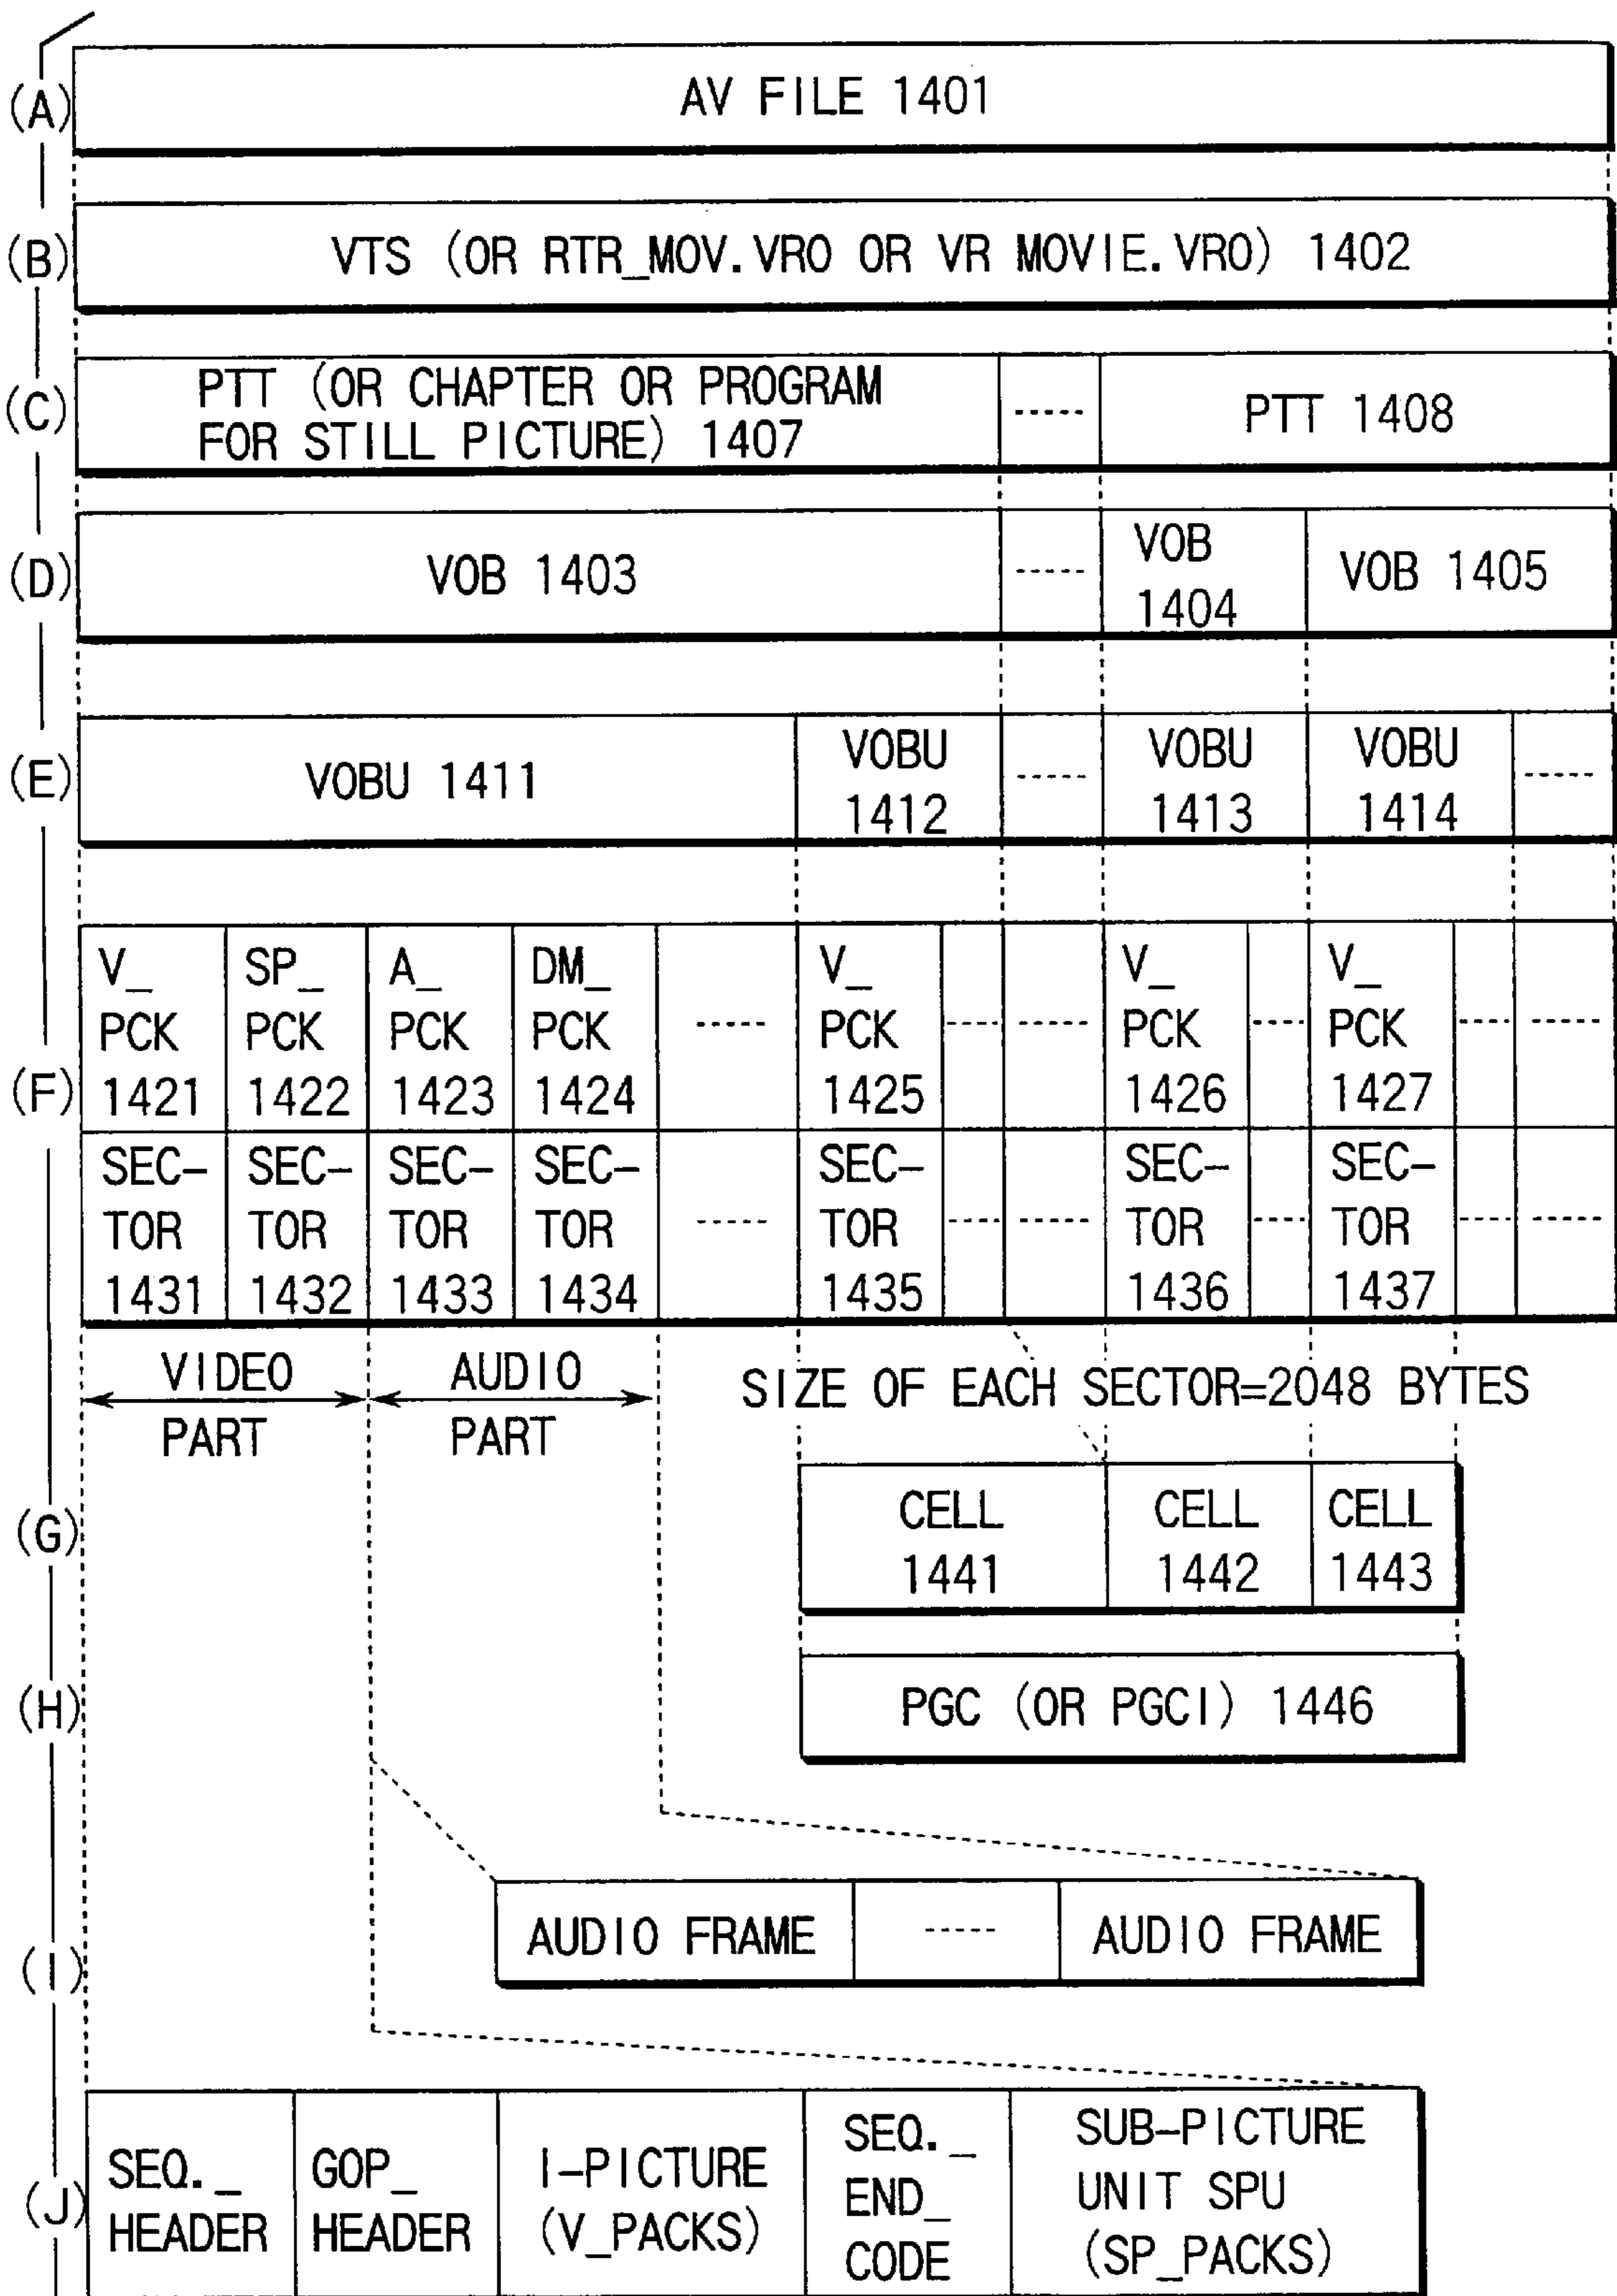 (A)
AV FILE 1401
(B)
VTS (OR RTR_MOV.VRO OR VR MOVIE.VRO) 1402
(C)
PTT (OR CHAPTER OR PROGRAM
FOR STILL PICTURE) 1407
-----
PTT 1408
(D)
VOB 1403
-----
VOB
1404
VOB 1405
(E)
VOBU 1411
VOBU
1412
-----
VOBU
1413
VOBU
1414
-----
(F)
V_
PCK
1421
SP_
PCK
1422
A_
PCK
1423
DM_
PCK
1424
-----
V_
PCK
1425
-----
-----
V_
PCK
1426
-----
V_
PCK
1427
-----
-----
SEC-
TOR
1431
SEC-
TOR
1432
SEC-
TOR
1433
SEC-
TOR
1434
-----
SEC-
TOR
1435
-----
-----
SEC-
TOR
1436
-----
SEC-
TOR
1437
-----
-----
VIDEO
PART
AUDIO
PART
SIZE OF EACH SECTOR=2048 BYTES
(G)
CELL
1441
CELL
1442
CELL
1443
(H)
PGC (OR PGCI) 1446
(I)
AUDIO FRAME
-----
AUDIO FRAME
(J)
SEQ._
HEADER
GOP_
HEADER
I-PICTURE
(V_PACKS)
SEQ._
END_
CODE
SUB-PICTURE
UNIT SPU
(SP_PACKS)